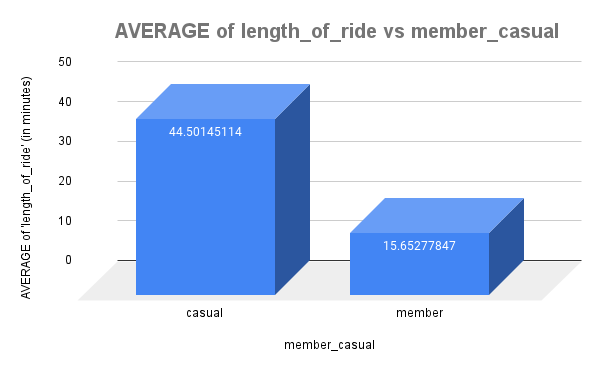 AVERAGE of length_of_ride vs member_casual
AVERAGE of 'length_of_ride' (in minutes)
50
40
30
20
10
0
44.50145114
15.65277847
casual
member
member_casual